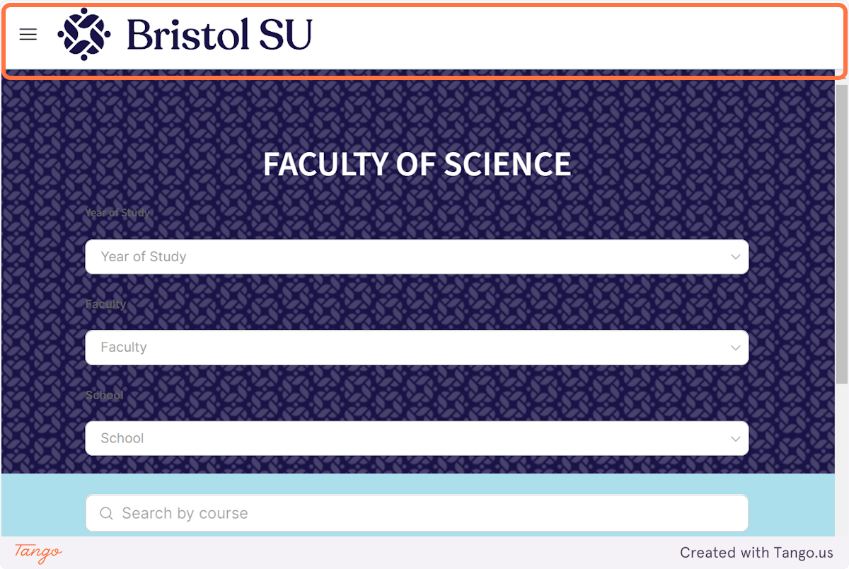 Bristol SU
FACULTY OF SCIENCE
Year of Study
Year of Study
Faculty
Faculty
School
School
Search by course
Tango
Created with Tango.us